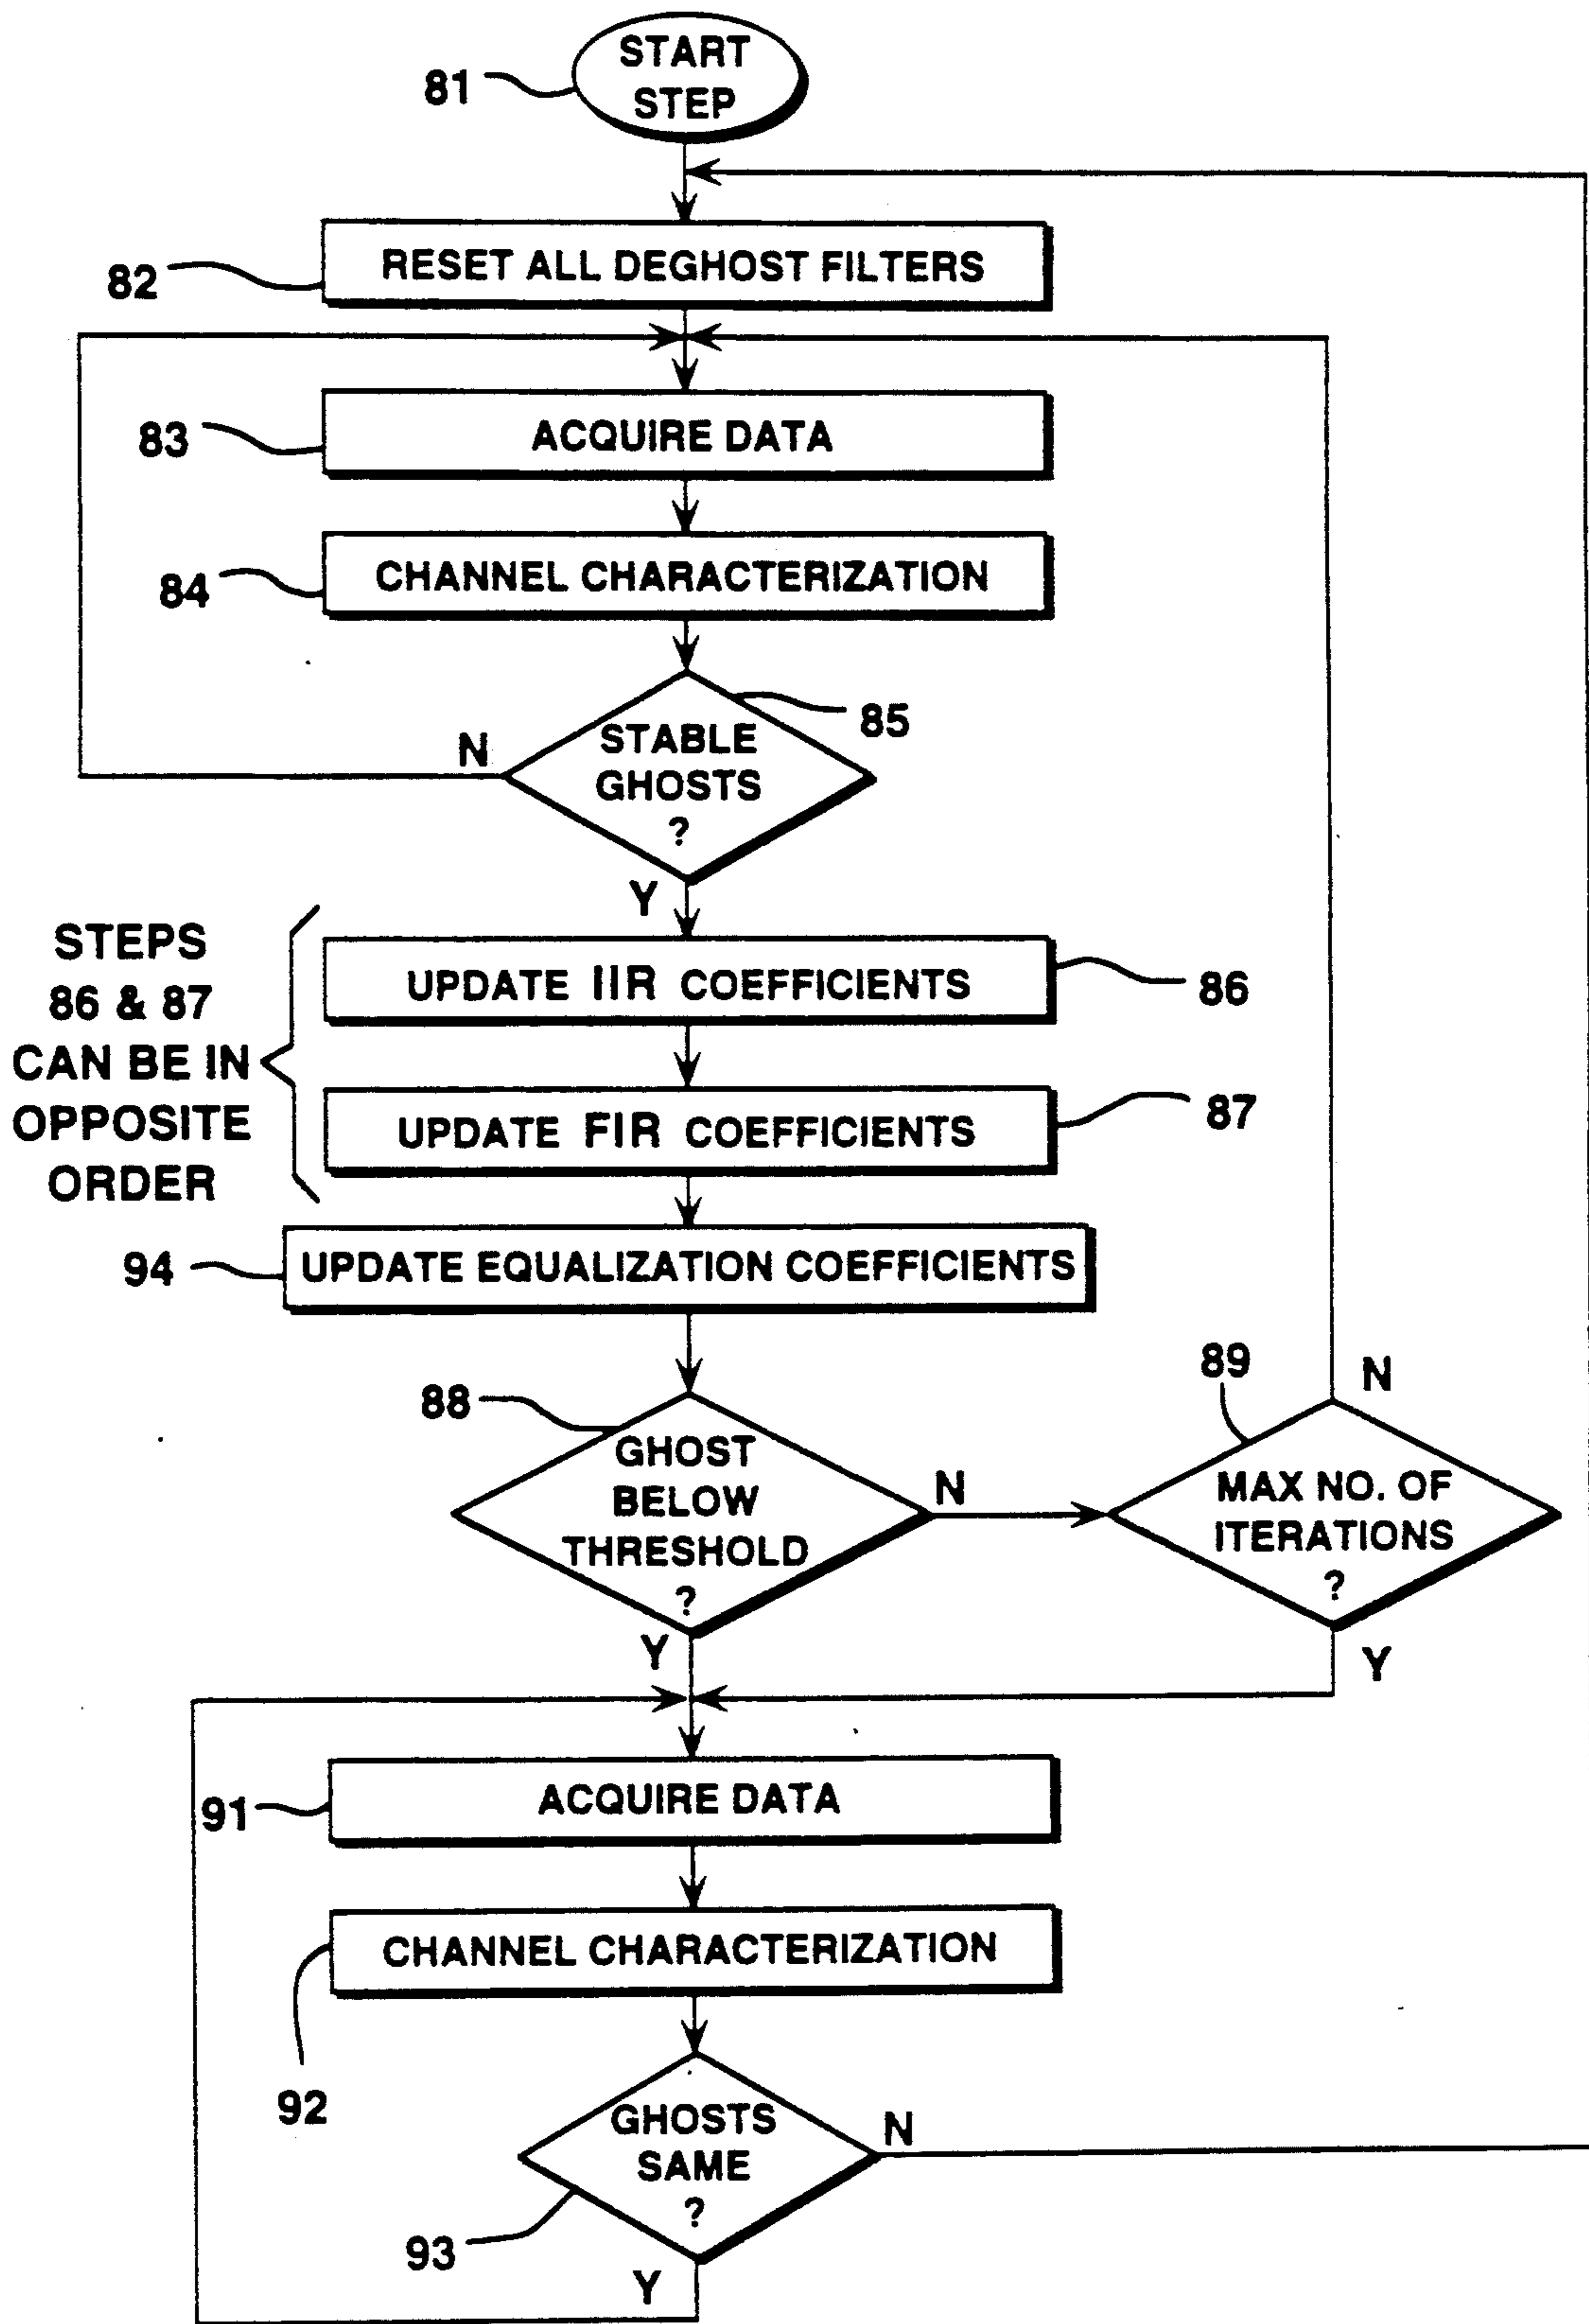 START
STEP
81
RESET ALL DEGHOST FILTERS
82
ACQUIRE DATA
83
CHANNEL CHARACTERIZATION
84
85
STABLE
GHOSTS
?
N
Y
STEPS
86 & 87
CAN BE IN
OPPOSITE
ORDER
UPDATE IIR COEFFICIENTS
86
UPDATE FIR COEFFICIENTS
87
94
UPDATE EQUALIZATION COEFFICIENTS
88
GHOST
BELOW
THRESHOLD
?
N
Y
89
MAX NO. OF
ITERATIONS
?
N
Y
91
ACQUIRE DATA
CHANNEL CHARACTERIZATION
92
GHOSTS
SAME
?
N
93
Y